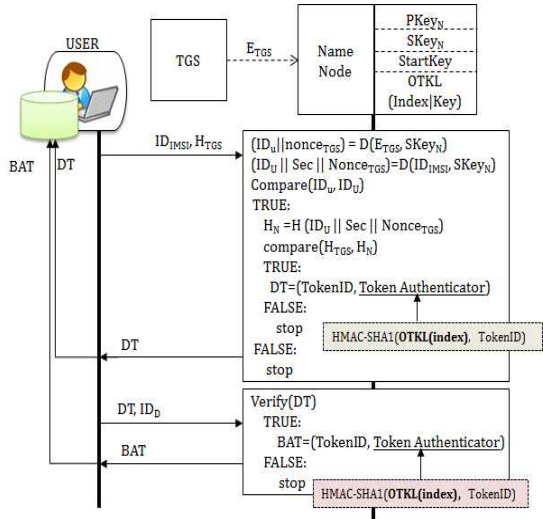 USER
TGS
E_TGS
Name
Node
PKey_N
SKey_N
StartKey
OTKL
(Index|Key)
BAT
DT
ID_IMSI, H_TGS
(ID_u||nonce_TGS) = D(E_TGS, SKey_N)
(ID_U || Sec || Nonce_TGS)=D(ID_IMSI, SKey_N)
Compare(ID_u, ID_U)
TRUE:
H_N =H (ID_U || Sec || Nonce_TGS)
compare(H_TGS, H_N)
TRUE:
DT=(TokenID, Token Authenticator)
FALSE:
stop
HMAC-SHA1(OTKL(index), TokenID)
FALSE:
stop
DT
DT, ID_D
Verify(DT)
TRUE:
BAT=(TokenID, Token Authenticator)
FALSE:
stop
BAT
HMAC-SHA1(OTKL(index), TokenID)